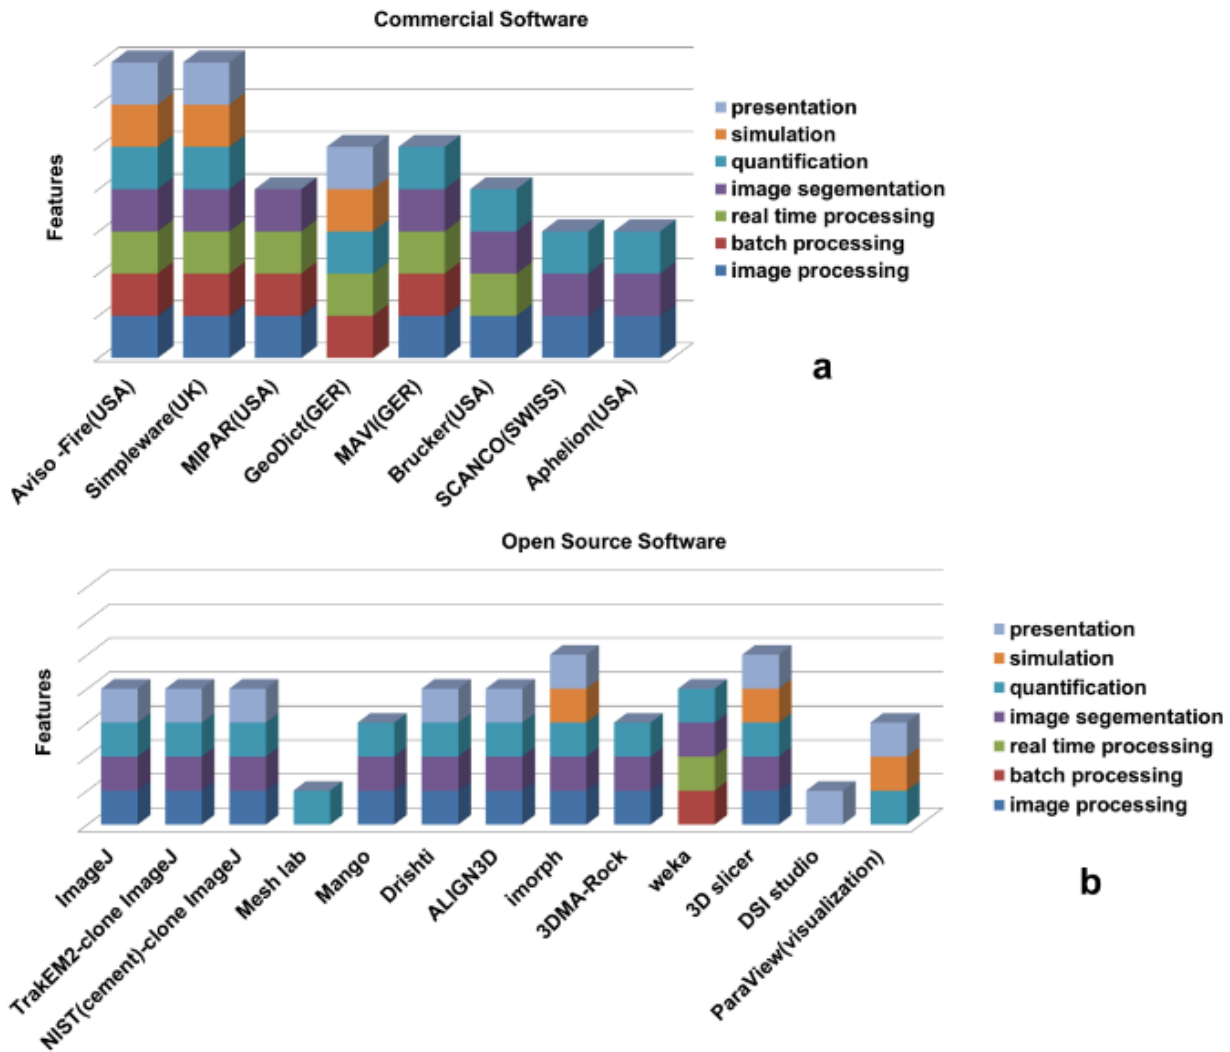 Commercial Software
Features
presentation
simulation
quantification
image segementation
real time processing
batch processing
image processing
a
Aviso -Fire(USA)
Simpleware(UK)
MIPAR(USA)
GeoDict(GER)
MAVI(GER)
Brucker(USA)
SCANCO(SWISS)
Aphelion(USA)
Open Source Software
Features
presentation
simulation
quantification
image segementation
real time processing
batch processing
image processing
b
ImageJ
TrakEM2-clone ImageJ
NIST(cement)-clone ImageJ
Mesh lab
Mango
Drishti
ALIGN3D
imorph
3DMA-Rock
weka
3D slicer
DSI studio
ParaView(visualization)